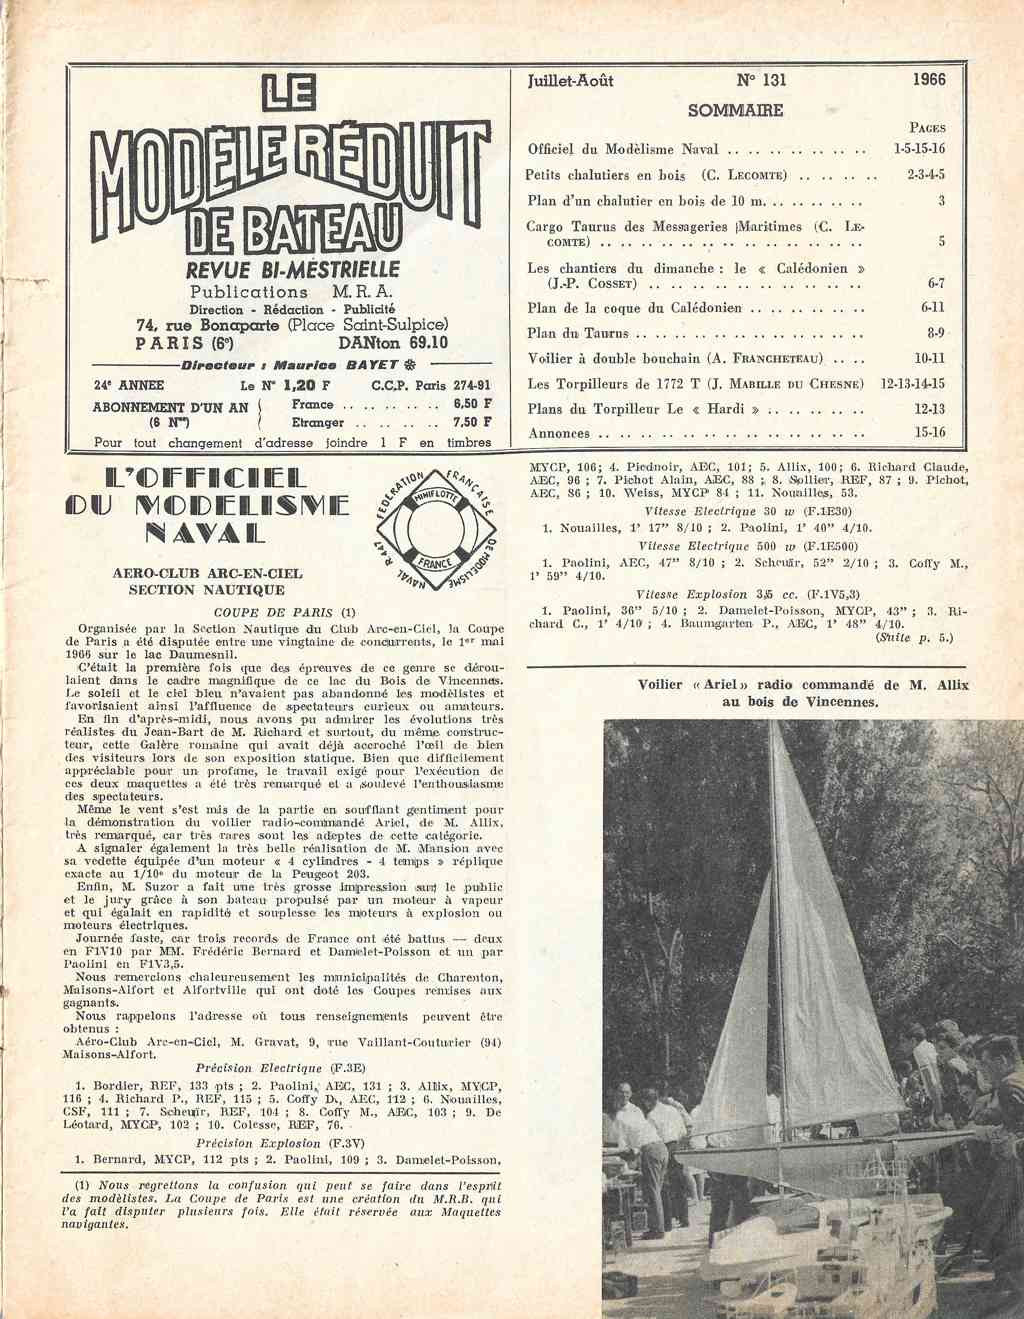 LE
MODÈLE RÉDUIT
DE BATEAU
REVUE BI-MESTRIELLE
Publications M.R.A.
Direction - Rédaction - Publicité
74, rue Bonaparte (Place Saint-Sulpice)
PARIS (6e) DANton 69.10
Directeur : Maurice BAYET
24e ANNEE Le N° 1,20 F C.C.P. Paris 274-91
ABONNEMENT D'UN AN ( France .. .. .. .. .. .. 6,50 F
(6 Nos) ( Etranger .. .. .. .. .. 7,50 F
Pour tout changement d'adresse joindre 1 F en timbres
Juillet-Août N° 131 1966
SOMMAIRE
PAGES
Officiel du Modèlisme Naval .. .. .. .. .. .. .. 1-5-15-16
Petits chalutiers en bois (C. LECOMTE) .. .. .. .. 2-3-4-5
Plan d'un chalutier en bois de 10 m. .. .. .. .. .. 3
Cargo Taurus des Messageries Maritimes (C. LE-
COMTE) .. .. .. .. .. .. .. .. .. .. .. .. .. 5
Les chantiers du dimanche : le « Calédonien »
(J.-P. COSSET) .. .. .. .. .. .. .. .. .. .. .. 6-7
Plan de la coque du Calédonien .. .. .. .. .. .. 6-11
Plan du Taurus .. .. .. .. .. .. .. .. .. .. .. 8-9
Voilier à double bouchain (A. FRANCHETEAU) .. .. 10-11
Les Torpilleurs de 1772 T (J. MABILLE DU CHESNE) 12-13-14-15
Plans du Torpilleur Le « Hardi » .. .. .. .. .. 12-13
Annonces .. .. .. .. .. .. .. .. .. .. .. .. .. 15-16
L'OFFICIEL
DU MODELISME
NAVAL
FEDERATION FRANÇAISE DE MODELISME NAVAL R 447
MINIFLOTTE
FRANCE
AERO-CLUB ARC-EN-CIEL
SECTION NAUTIQUE
COUPE DE PARIS (1)
Organisée par la Section Nautique du Club Arc-en-Ciel, la Coupe
de Paris a été disputée entre une vingtaine de concurrents, le 1er mai
1966 sur le lac Daumesnil.
C'était la première fois que des épreuves de ce genre se dérou-
laient dans le cadre magnifique de ce lac du Bois de Vincennes.
Le soleil et le ciel bleu n'avaient pas abandonné les modèlistes et
favorisaient ainsi l'affluence de spectateurs curieux ou amateurs.
En fin d'après-midi, nous avons pu admirer les évolutions très
réalistes du Jean-Bart de M. Richard et surtout, du même construc-
teur, cette Galère romaine qui avait déjà accroché l'œil de bien
des visiteurs lors de son exposition statique. Bien que difficilement
appréciable pour un profane, le travail exigé pour l'exécution de
ces deux maquettes a été très remarqué et a soulevé l'enthousiasme
des spectateurs.
Même le vent s'est mis de la partie en soufflant gentiment pour
la démonstration du voilier radio-commandé Ariel, de M. Allix,
très remarqué, car très rares sont les adeptes de cette catégorie.
A signaler également la très belle réalisation de M. Mansion avec
sa vedette équipée d'un moteur « 4 cylindres - 4 temps » réplique
exacte au 1/10e du moteur de la Peugeot 203.
Enfin, M. Suzor a fait une très grosse impression sur le public
et le jury grâce à son bateau propulsé par un moteur à vapeur
et qui égalait en rapidité et souplesse les moteurs à explosion ou
moteurs électriques.
Journée faste, car trois records de France ont été battus — deux
en F1V10 par MM. Frédéric Bernard et Damelet-Poisson et un par
Paolini en F1V3,5.
Nous remercions chaleureusement les municipalités de Charenton,
Maisons-Alfort et Alfortville qui ont doté les Coupes remises aux
gagnants.
Nous rappelons l'adresse où tous renseignements peuvent être
obtenus :
Aéro-Club Arc-en-Ciel, M. Gravat, 9, rue Vaillant-Couturier (94)
Maisons-Alfort.
Précision Electrique (F.3E)
1. Bordier, REF, 133 pts ; 2. Paolini, AEC, 131 ; 3. Allix, MYCP,
116 ; 4. Richard P., REF, 115 ; 5. Coffy D., AEC, 112 ; 6. Nouailles,
CSF, 111 ; 7. Scheuïr, REF, 104 ; 8. Coffy M., AEC, 103 ; 9. De
Léotard, MYCP, 102 ; 10. Colesse, REF, 76.
Précision Explosion (F.3V)
1. Bernard, MYCP, 112 pts ; 2. Paolini, 109 ; 3. Damelet-Poisson,
(1) Nous regrettons la confusion qui peut se faire dans l'esprit
des modèlistes. La Coupe de Paris est une création du M.R.B. qui
l'a fait disputer plusieurs fois. Elle était réservée aux Maquettes
navigantes.
MYCP, 106; 4. Piednoir, AEC, 101; 5. Allix, 100; 6. Richard Claude,
AEC, 96 ; 7. Pichot Alain, AEC, 88 ; 8. Sollier, REF, 87 ; 9. Pichot,
AEC, 86 ; 10. Weiss, MYCP 84 ; 11. Nouailles, 53.
Vitesse Electrique 30 w (F.1E30)
1. Nouailles, 1' 17" 8/10 ; 2. Paolini, 1' 40" 4/10.
Vitesse Electrique 500 w (F.1E500)
1. Paolini, AEC, 47" 8/10 ; 2. Scheuïr, 52" 2/10 ; 3. Coffy M.,
1' 59" 4/10.
Vitesse Explosion 3,5 cc. (F.1V5,3)
1. Paolini, 36" 5/10 ; 2. Damelet-Poisson, MYCP, 43" ; 3. Ri-
chard C., 1' 4/10 ; 4. Baumgarten P., AEC, 1' 48" 4/10.
(Suite p. 5.)
Voilier « Ariel » radio commandé de M. Allix
au bois de Vincennes.